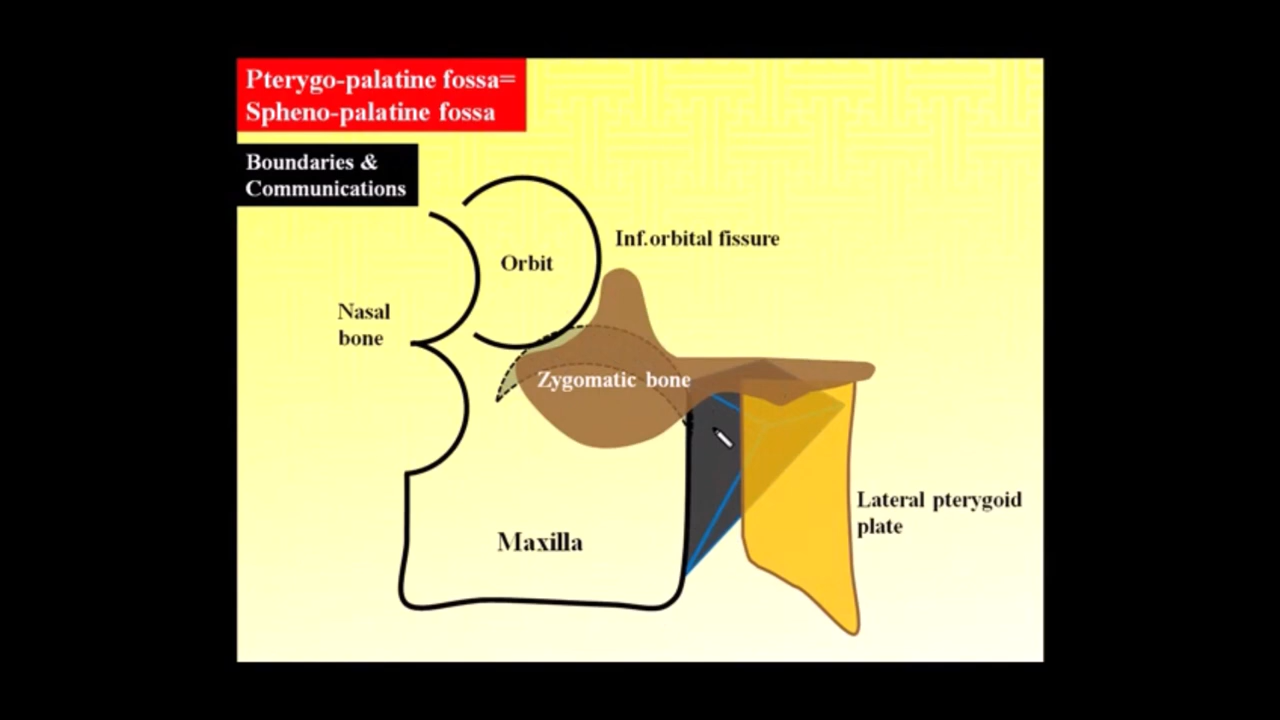 Pterygo-palatine fossa=
Spheno-palatine fossa
Boundaries &
Communications
Inf.orbital fissure
Orbit
Nasal
bone
Zygomatic bone
Lateral pterygoid
plate
Maxilla